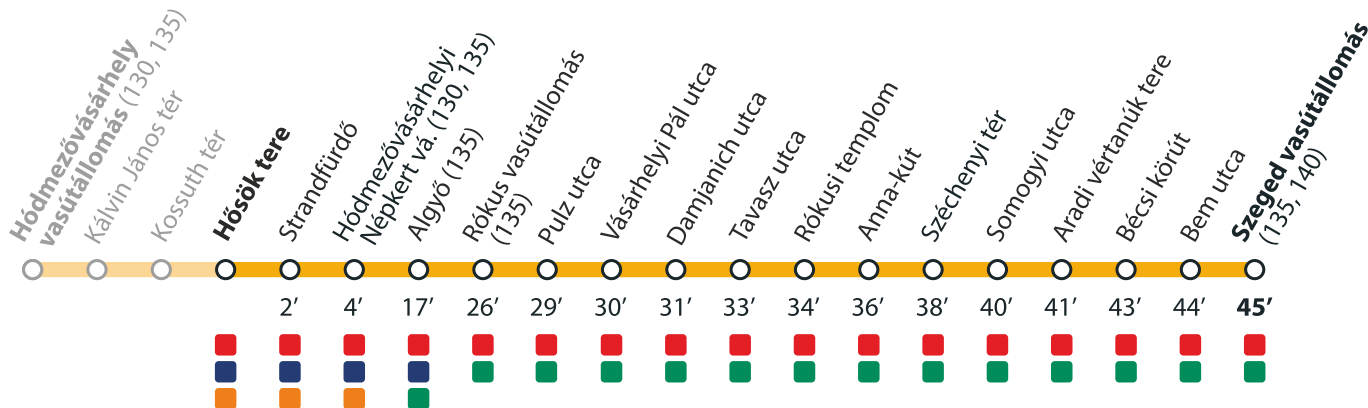 Hódmezővásárhely
vasútállomás (130, 135)
Kálvin János tér
Kossuth tér
Hősök tere
Strandfürdő
Hódmezővásárhelyi
Népkert vá. (130, 135)
Algyő (135)
Rókus vasútállomás
(135)
Pulz utca
Vásárhelyi Pál utca
Damjanich utca
Tavasz utca
Rókusi templom
Anna-kút
Széchenyi tér
Somogyi utca
Aradi vértanúk tere
Bécsi körút
Bem utca
Szeged vasútállomás
(135, 140)
2′ 4′ 17′ 26′ 29′ 30′ 31′ 33′ 34′ 36′ 38′ 40′ 41′ 43′ 44′ 45′